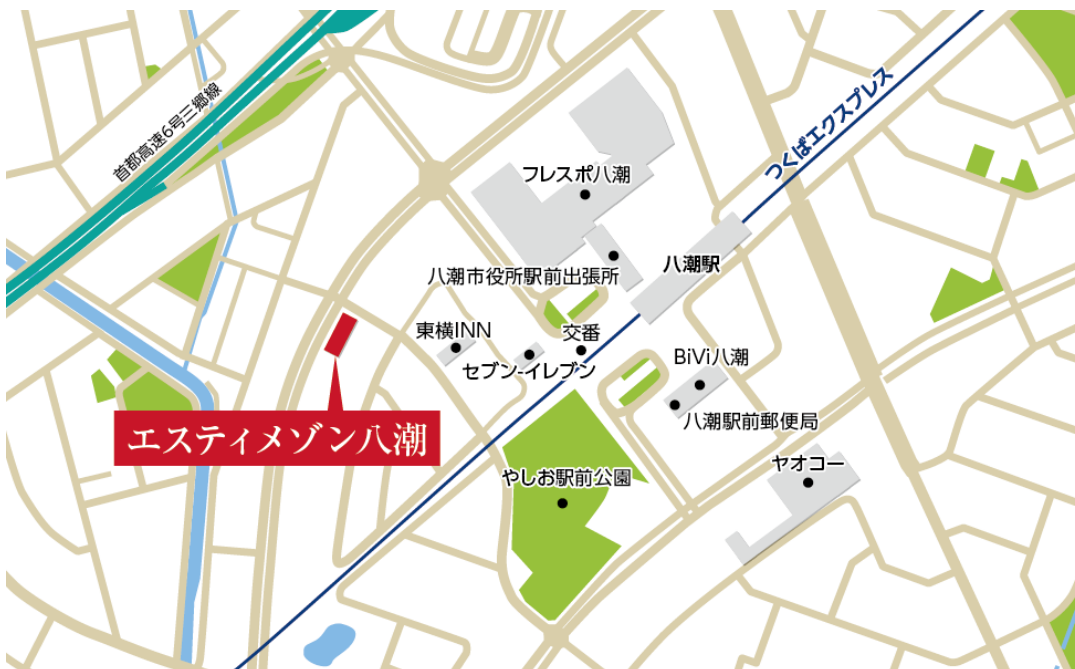 首都高速6号三郷線
つくばエクスプレス
フレスポ八潮
八潮市役所駅前出張所
八潮駅
東横INN
交番
セブン-イレブン
BiVi八潮
八潮駅前郵便局
エスティメゾン八潮
やしお駅前公園
ヤオコー